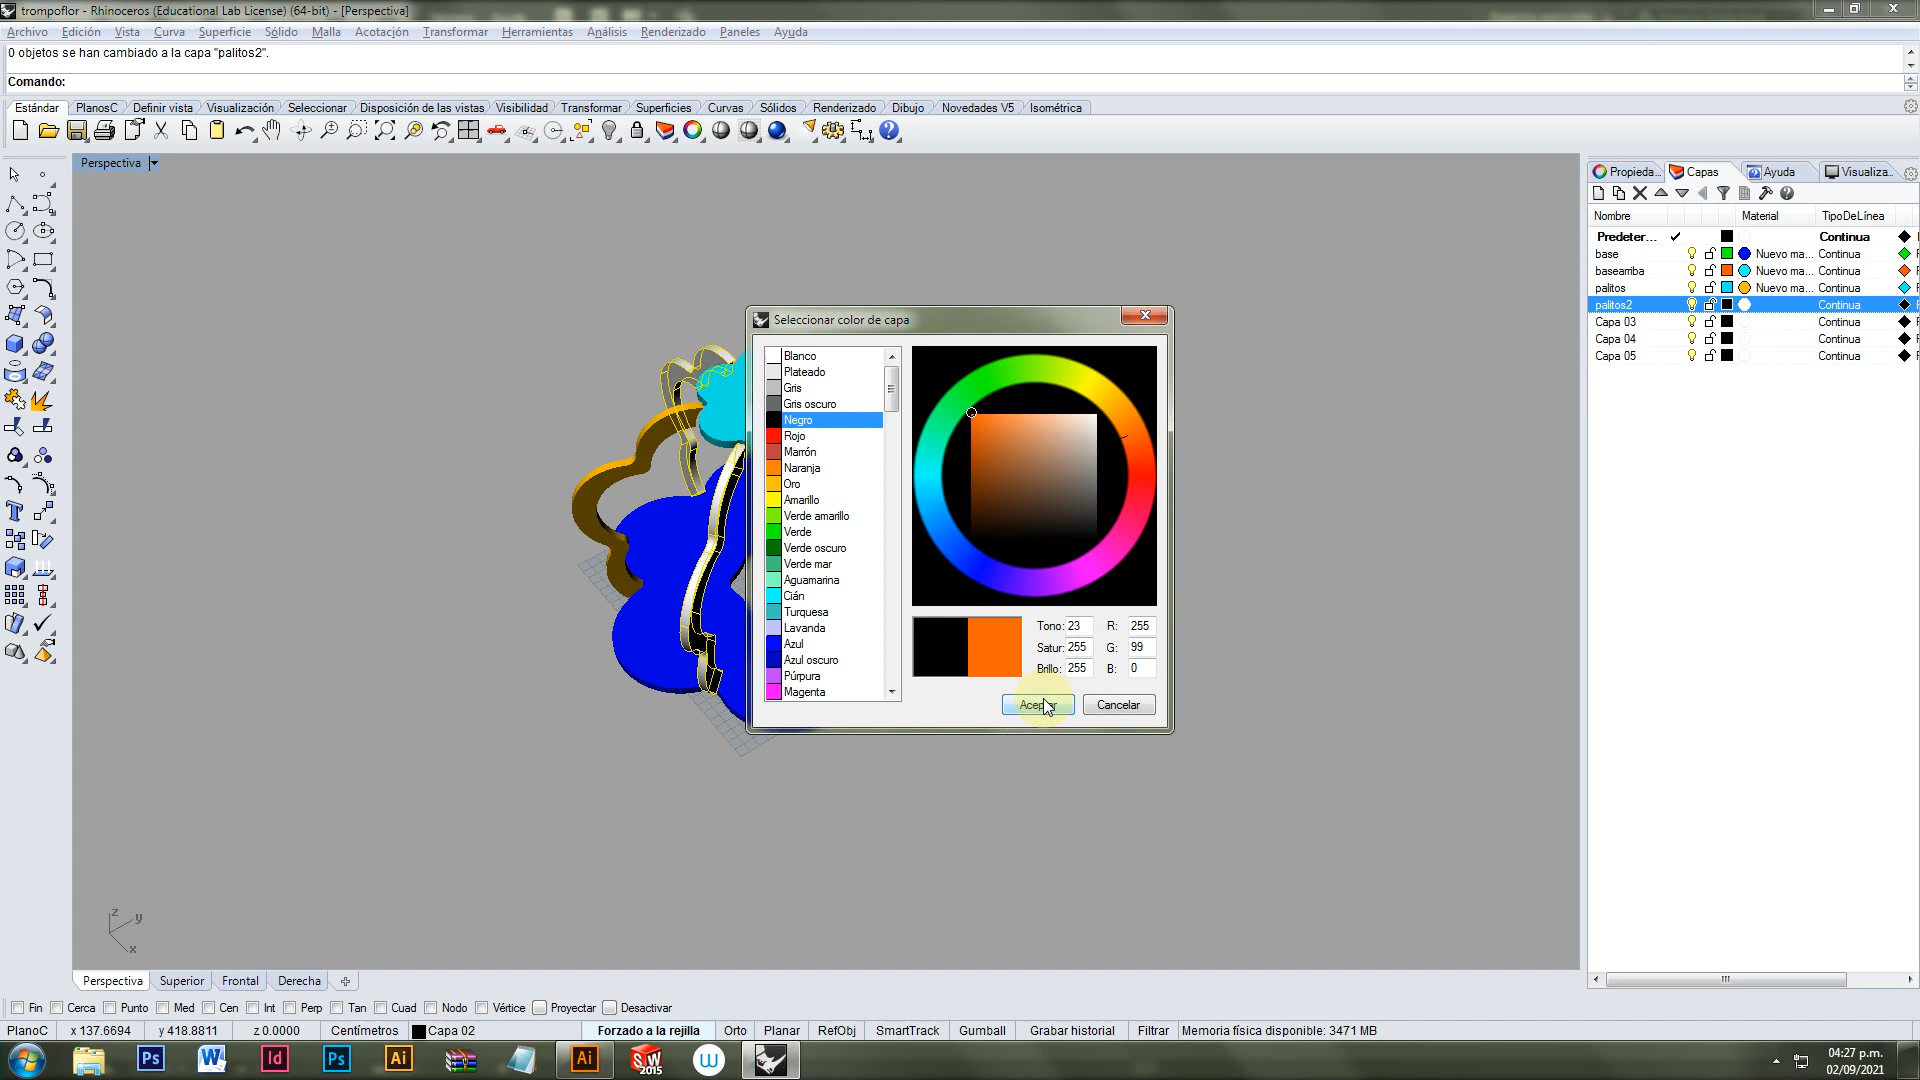 trompoflor - Rhinoceros (Educational Lab License) (64-bit) - [Perspectiva]
Archivo Edición Vista Curva Superficie Sólido Malla Acotación Transformar Herramientas Análisis Renderizado Paneles Ayuda
0 objetos se han cambiado a la capa "palitos2".
Comando:
Estándar PlanosC Definir vista Visualización Seleccionar Disposición de las vistas Visibilidad Transformar Superficies Curvas Sólidos Renderizado Dibujo Novedades V5 Isométrica
Perspectiva
Propieda... Capas Ayuda Visualiza...
Nombre Material TipoDeLínea
Predeter... Continua
base Nuevo ma... Continua
basearriba Nuevo ma... Continua
palitos Nuevo ma... Continua
palitos2 Continua
Capa 03 Continua
Capa 04 Continua
Capa 05 Continua
Seleccionar color de capa
Blanco
Plateado
Gris
Gris oscuro
Negro
Rojo
Marrón
Naranja
Oro
Amarillo
Verde amarillo
Verde
Verde oscuro
Verde mar
Aguamarina
Cián
Turquesa
Lavanda
Azul
Azul oscuro
Púrpura
Magenta
Tono: 23 R: 255
Satur: 255 G: 99
Brillo: 255 B: 0
Aceptar Cancelar
z y
x
Perspectiva Superior Frontal Derecha
Fin Cerca Punto Med Cen Int Perp Tan Cuad Nodo Vértice Proyectar Desactivar
PlanoC x 137.6694 y 418.8811 z 0.0000 Centímetros Capa 02 Forzado a la rejilla Orto Planar RefObj SmartTrack Gumball Grabar historial Filtrar Memoria física disponible: 3471 MB
Ps W Id Ps Ai Ai SW 2015 W
04:27 p.m.
02/09/2021